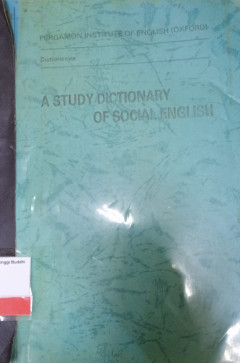 PERGAMON INSTITUTE OF ENGLISH (OXFORD)
A STUDY DICTIONARY
OF SOCIAL ENGLISH